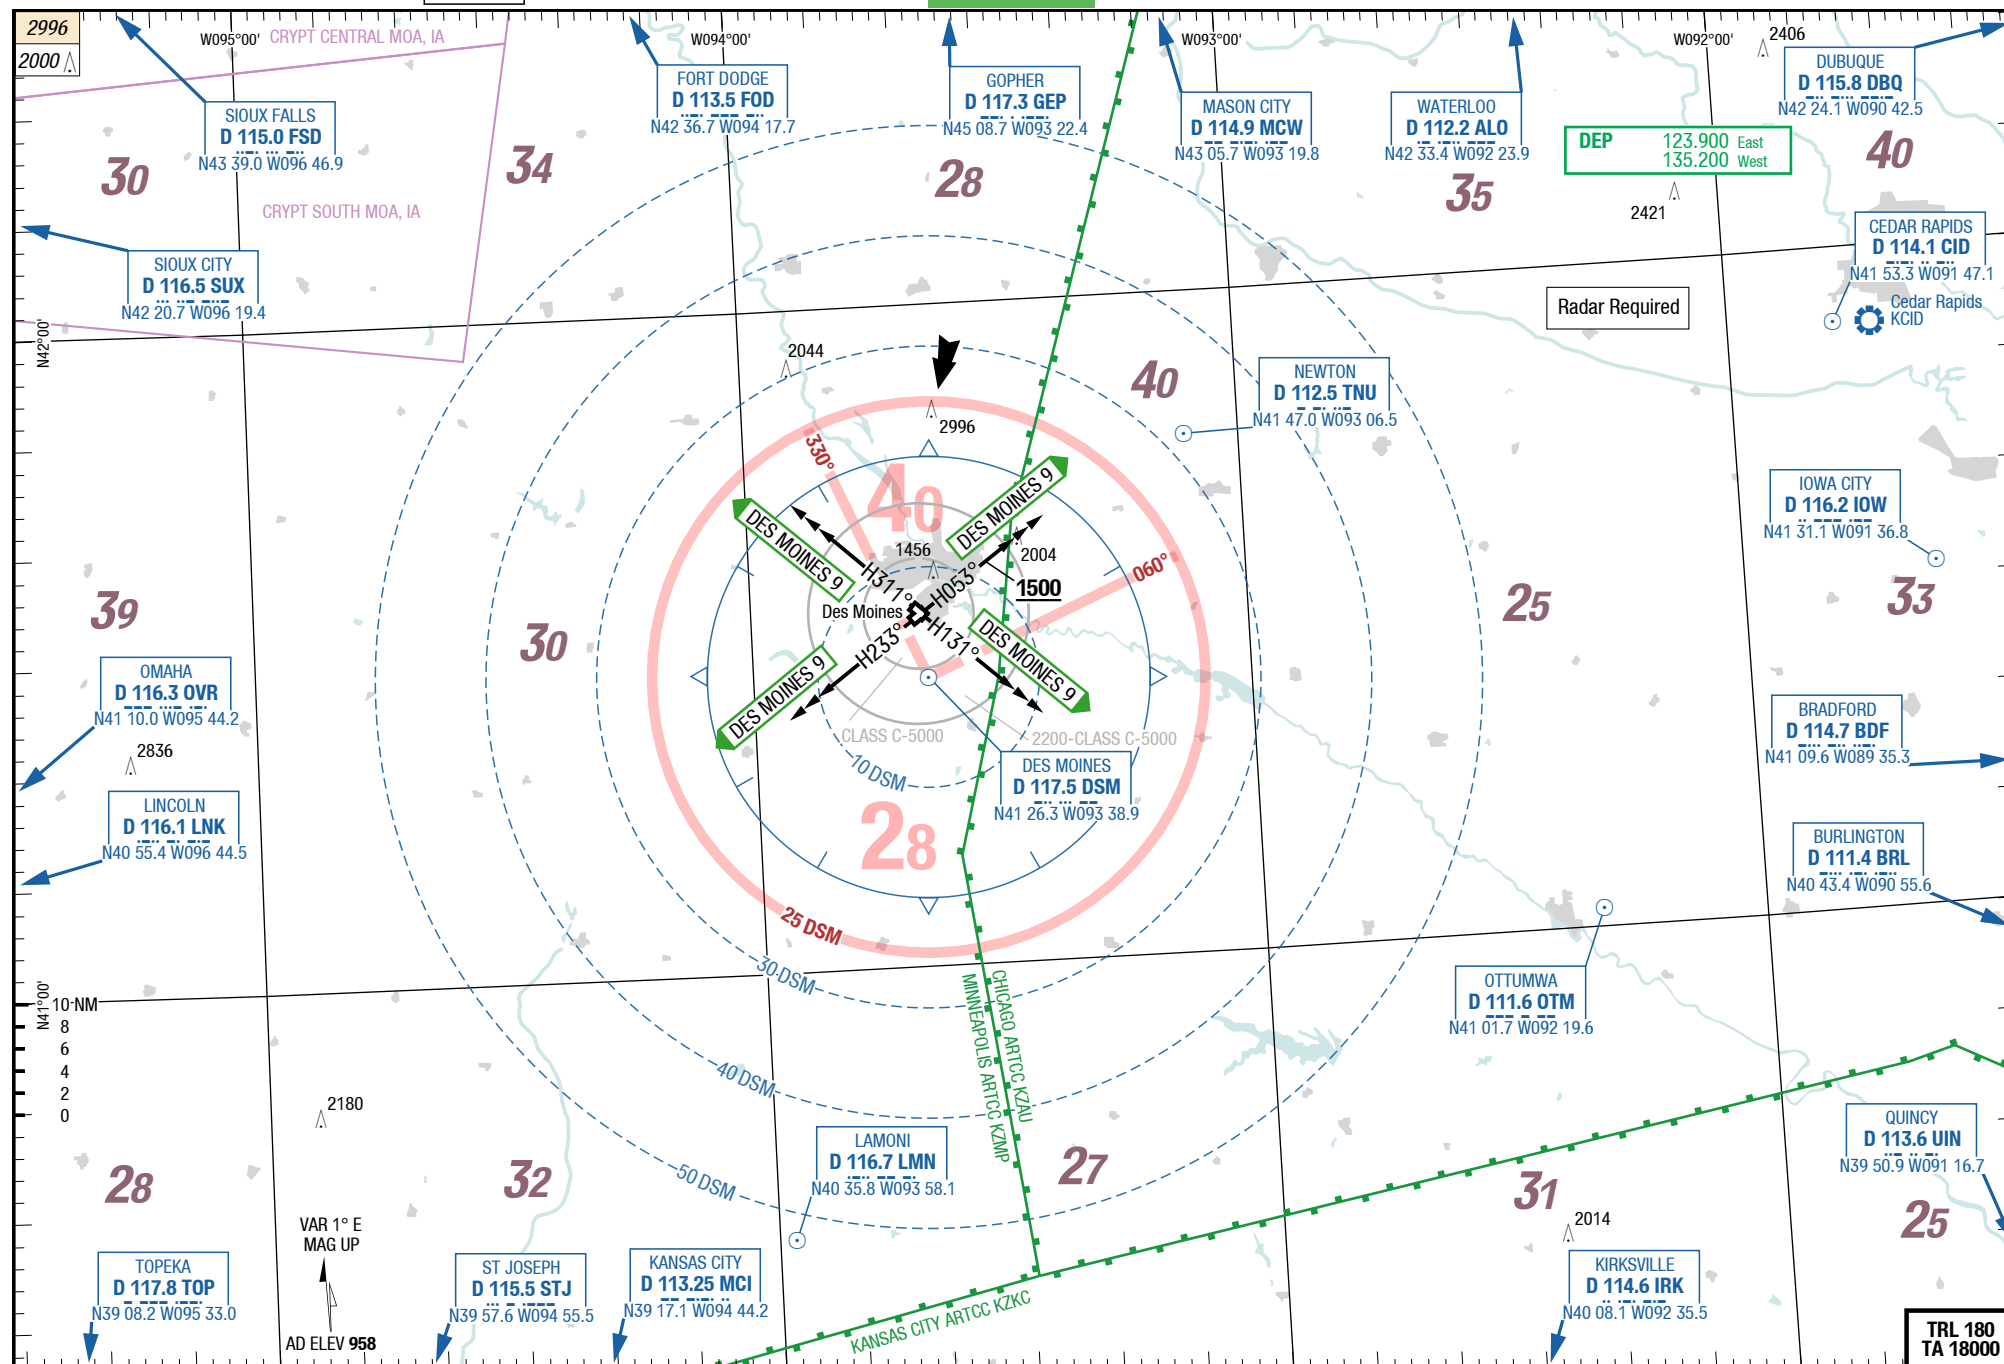 2996
2000
W095°00'
CRYPT CENTRAL MOA, IA
W094°00'
W093°00'
W092°00'
2406
SIOUX FALLS
D 115.0 FSD
N43 39.0 W096 46.9
FORT DODGE
D 113.5 FOD
N42 36.7 W094 17.7
GOPHER
D 117.3 GEP
N45 08.7 W093 22.4
MASON CITY
D 114.9 MCW
N43 05.7 W093 19.8
WATERLOO
D 112.2 ALO
N42 33.4 W092 23.9
DUBUQUE
D 115.8 DBQ
N42 24.1 W090 42.5
DEP 123.900 East
135.200 West
30
34
28
35
40
CRYPT SOUTH MOA, IA
2421
SIOUX CITY
D 116.5 SUX
N42 20.7 W096 19.4
CEDAR RAPIDS
D 114.1 CID
N41 53.3 W091 47.1
Cedar Rapids
KCID
Radar Required
N42°00'
2044
40
NEWTON
D 112.5 TNU
N41 47.0 W093 06.5
2996
330°
40
DES MOINES 9
DES MOINES 9
IOWA CITY
D 116.2 IOW
N41 31.1 W091 36.8
1456
2004
060°
H311°
H053°
1500
Des Moines
39
30
25
33
H233°
H131°
DES MOINES 9
DES MOINES 9
OMAHA
D 116.3 OVR
N41 10.0 W095 44.2
2836
CLASS C-5000
2200-CLASS C-5000
BRADFORD
D 114.7 BDF
N41 09.6 W089 35.3
10 DSM
DES MOINES
D 117.5 DSM
N41 26.3 W093 38.9
LINCOLN
D 116.1 LNK
N40 55.4 W096 44.5
28
BURLINGTON
D 111.4 BRL
N40 43.4 W090 55.6
25 DSM
30 DSM
OTTUMWA
D 111.6 OTM
N41 01.7 W092 19.6
N41°00'
10 NM
8
6
4
2
0
CHICAGO ARTCC KZAU
MINNEAPOLIS ARTCC KZMP
40 DSM
2180
50 DSM
LAMONI
D 116.7 LMN
N40 35.8 W093 58.1
QUINCY
D 113.6 UIN
N39 50.9 W091 16.7
28
32
27
31
25
2014
VAR 1° E
MAG UP
TOPEKA
D 117.8 TOP
N39 08.2 W095 33.0
ST JOSEPH
D 115.5 STJ
N39 57.6 W094 55.5
KANSAS CITY
D 113.25 MCI
N39 17.1 W094 44.2
KIRKSVILLE
D 114.6 IRK
N40 08.1 W092 35.5
KANSAS CITY ARTCC KZKC
AD ELEV 958
TRL 180
TA 18000